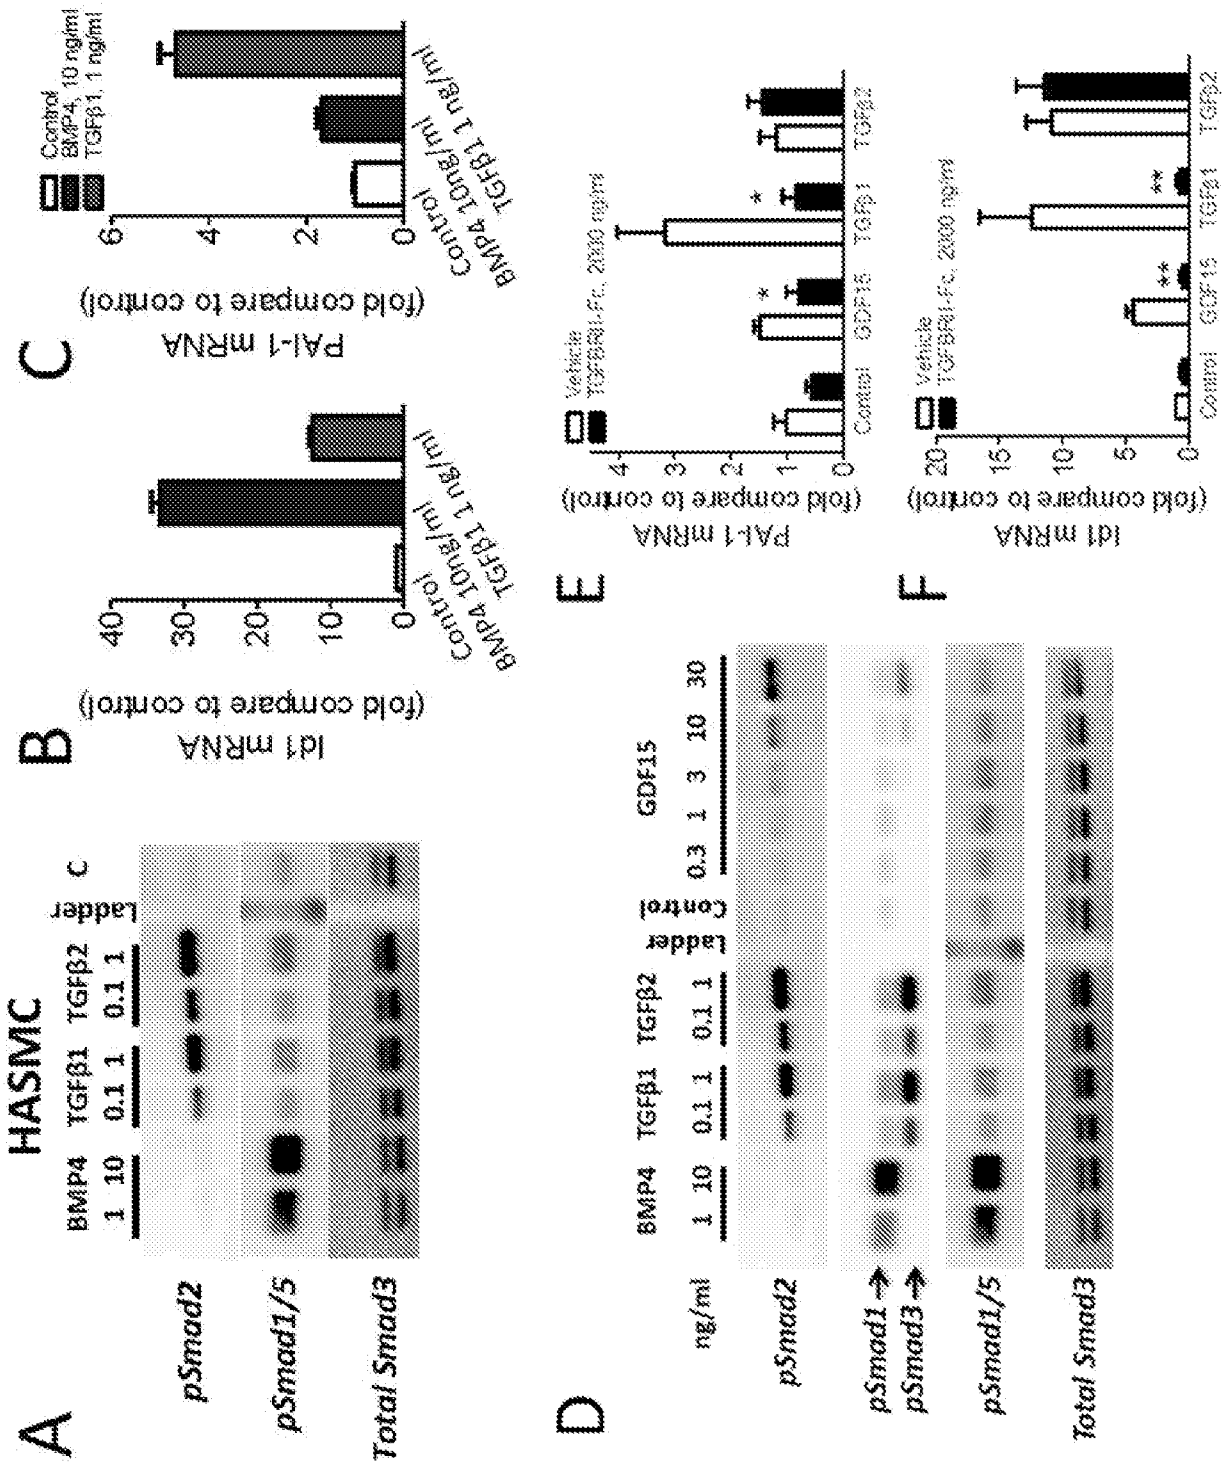 HASMC
A
BMP4 TGFβ1 TGFβ2 Ladder C
1 10 0.1 1 0.1 1
pSmad2
pSmad1/5
Total Smad3
B
Id1 mRNA
(fold compare to control)
40
30
20
10
0
Control
BMP4 10ng/ml
TGFβ1 1 ng/ml
C
Control
BMP4, 10 ng/ml
TGFβ1, 1 ng/ml
PAI-1 mRNA
(fold compare to control)
6
4
2
0
Control
BMP4 10ng/ml
TGFβ1 1 ng/ml
D
BMP4 TGFβ1 TGFβ2 Ladder Control GDF15
ng/ml 1 10 0.1 1 0.1 1 0.3 1 3 10 30
pSmad2
pSmad1→
pSmad3→
pSmad1/5
Total Smad3
E
Vehicle
TGFBRII-Fc, 2000 ng/ml
PAI-1 mRNA
(fold compare to control)
4
3
2
1
0
* *
Control GDF15 TGFβ1 TGFβ2
F
Vehicle
TGFBRII-Fc, 2000 ng/ml
Id1 mRNA
(fold compare to control)
20
15
10
5
0
** **
Control GDF15 TGFβ1 TGFβ2